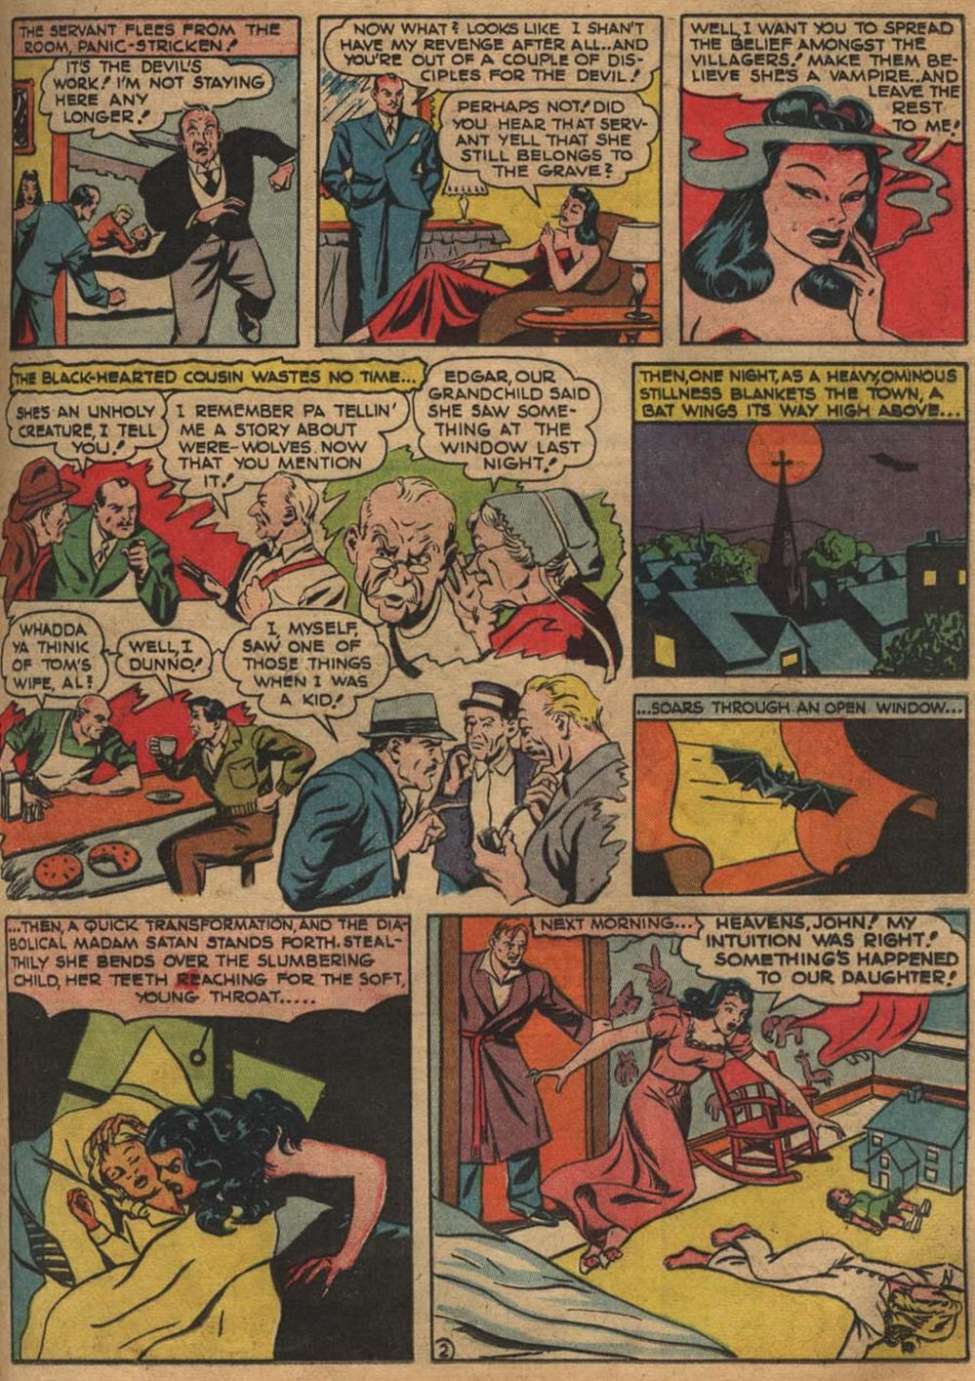 THE SERVANT FLEES FROM THE
ROOM, PANIC-STRICKEN!
IT'S THE DEVIL'S
WORK! I'M NOT STAYING
HERE ANY
LONGER!
NOW WHAT? LOOKS LIKE I SHAN'T
HAVE MY REVENGE AFTER ALL..AND
YOU'RE OUT OF A COUPLE OF DIS-
CIPLES FOR THE DEVIL!
PERHAPS NOT! DID
YOU HEAR THAT SERV-
ANT YELL THAT SHE
STILL BELONGS TO
THE GRAVE?
WELL, I WANT YOU TO SPREAD
THE BELIEF AMONGST THE
VILLAGERS! MAKE THEM BE-
LIEVE SHE'S A VAMPIRE..AND
LEAVE THE
REST
TO ME!
THE BLACK-HEARTED COUSIN WASTES NO TIME...
SHE'S AN UNHOLY
CREATURE, I TELL
YOU!
I REMEMBER PA TELLIN'
ME A STORY ABOUT
WERE-WOLVES. NOW
THAT YOU MENTION
IT!
EDGAR, OUR
GRANDCHILD SAID
SHE SAW SOME-
THING AT THE
WINDOW LAST
NIGHT!
WHADDA
YA THINK
OF TOM'S
WIFE, AL?
WELL, I
DUNNO!
I, MYSELF,
SAW ONE OF
THOSE THINGS
WHEN I WAS
A KID!
THEN, ONE NIGHT, AS A HEAVY, OMINOUS
STILLNESS BLANKETS THE TOWN, A
BAT WINGS ITS WAY HIGH ABOVE...
...SOARS THROUGH AN OPEN WINDOW...
...THEN, A QUICK TRANSFORMATION, AND THE DIA-
BOLICAL MADAM SATAN STANDS FORTH. STEAL-
THILY SHE BENDS OVER THE SLUMBERING
CHILD, HER TEETH REACHING FOR THE SOFT,
YOUNG THROAT.....
NEXT MORNING...
HEAVENS, JOHN! MY
INTUITION WAS RIGHT!
SOMETHING'S HAPPENED
TO OUR DAUGHTER!
2